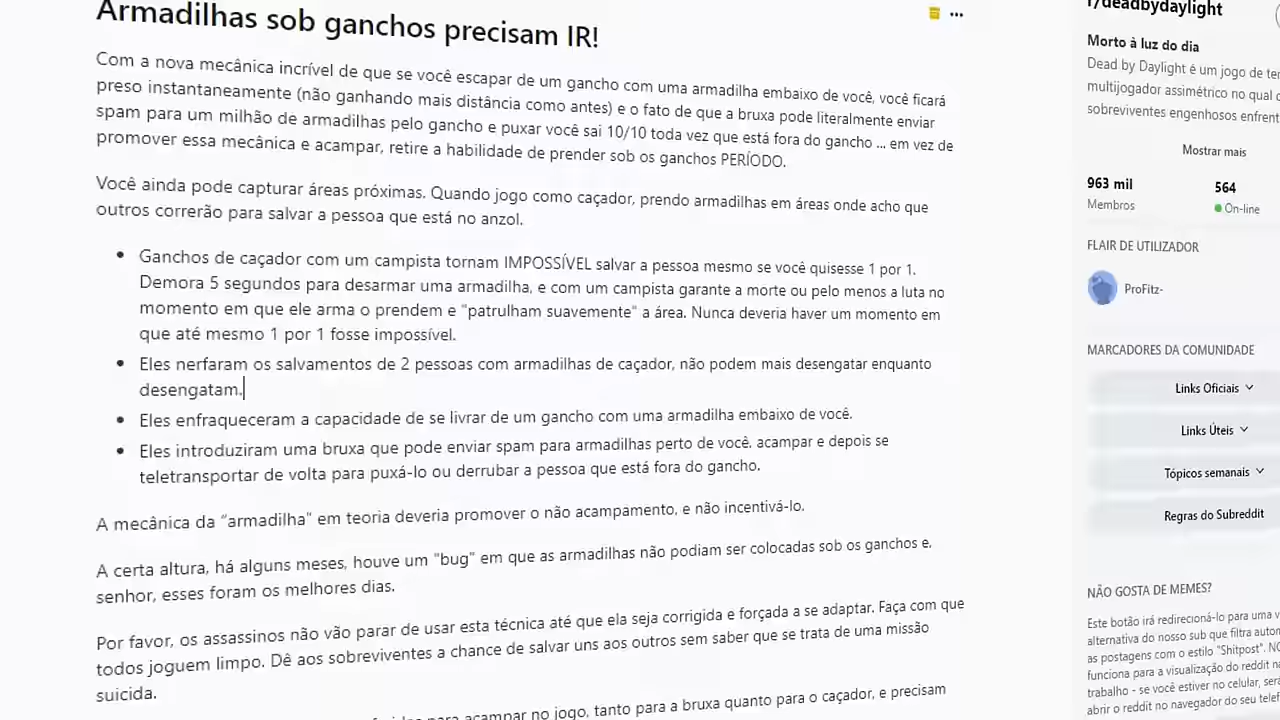 Armadilhas sob ganchos precisam IR!
Com a nova mecânica incrível de que se você escapar de um gancho com uma armadilha embaixo de você, você ficará
preso instantaneamente (não ganhando mais distância como antes) e o fato de que a bruxa pode literalmente enviar
spam para um milhão de armadilhas pelo gancho e puxar você sai 10/10 toda vez que está fora do gancho ... em vez de
promover essa mecânica e acampar, retire a habilidade de prender sob os ganchos PERÍODO.
Você ainda pode capturar áreas próximas. Quando jogo como caçador, prendo armadilhas em áreas onde acho que
outros correrão para salvar a pessoa que está no anzol.
• Ganchos de caçador com um campista tornam IMPOSSÍVEL salvar a pessoa mesmo se você quisesse 1 por 1.
Demora 5 segundos para desarmar uma armadilha, e com um campista garante a morte ou pelo menos a luta no
momento em que ele arma o prendem e "patrulham suavemente" a área. Nunca deveria haver um momento em
que até mesmo 1 por 1 fosse impossível.
• Eles nerfaram os salvamentos de 2 pessoas com armadilhas de caçador, não podem mais desengatar enquanto
desengatam.
• Eles enfraqueceram a capacidade de se livrar de um gancho com uma armadilha embaixo de você.
• Eles introduziram uma bruxa que pode enviar spam para armadilhas perto de você, acampar e depois se
teletransportar de volta para puxá-lo ou derrubar a pessoa que está fora do gancho.
A mecânica da “armadilha” em teoria deveria promover o não acampamento, e não incentivá-lo.
A certa altura, há alguns meses, houve um "bug" em que as armadilhas não podiam ser colocadas sob os ganchos e,
senhor, esses foram os melhores dias.
Por favor, os assassinos não vão parar de usar esta técnica até que ela seja corrigida e forçada a se adaptar. Faça com que
todos joguem limpo. Dê aos sobreviventes a chance de salvar uns aos outros sem saber que se trata de uma missão
suicida.
para acampar no jogo, tanto para a bruxa quanto para o caçador, e precisam
r/deadbydaylight
Morto à luz do dia
Dead by Daylight é um jogo de
multijogador assimétrico no qual
sobreviventes engenhosos
Mostrar mais
963 mil
Membros
564
On-line
FLAIR DE UTILIZADOR
ProFitz-
MARCADORES DA COMUNIDADE
Links Oficiais
Links Úteis
Tópicos semanais
Regras do Subreddit
NÃO GOSTA DE MEMES?
Este botão irá redirecioná-lo para uma
alternativa do nosso sub que filtra
as postagens com o estilo "Shitpost".
funciona para a visualização do reddit
trabalho - se você estiver no celular,
abrir o reddit no navegador do seu